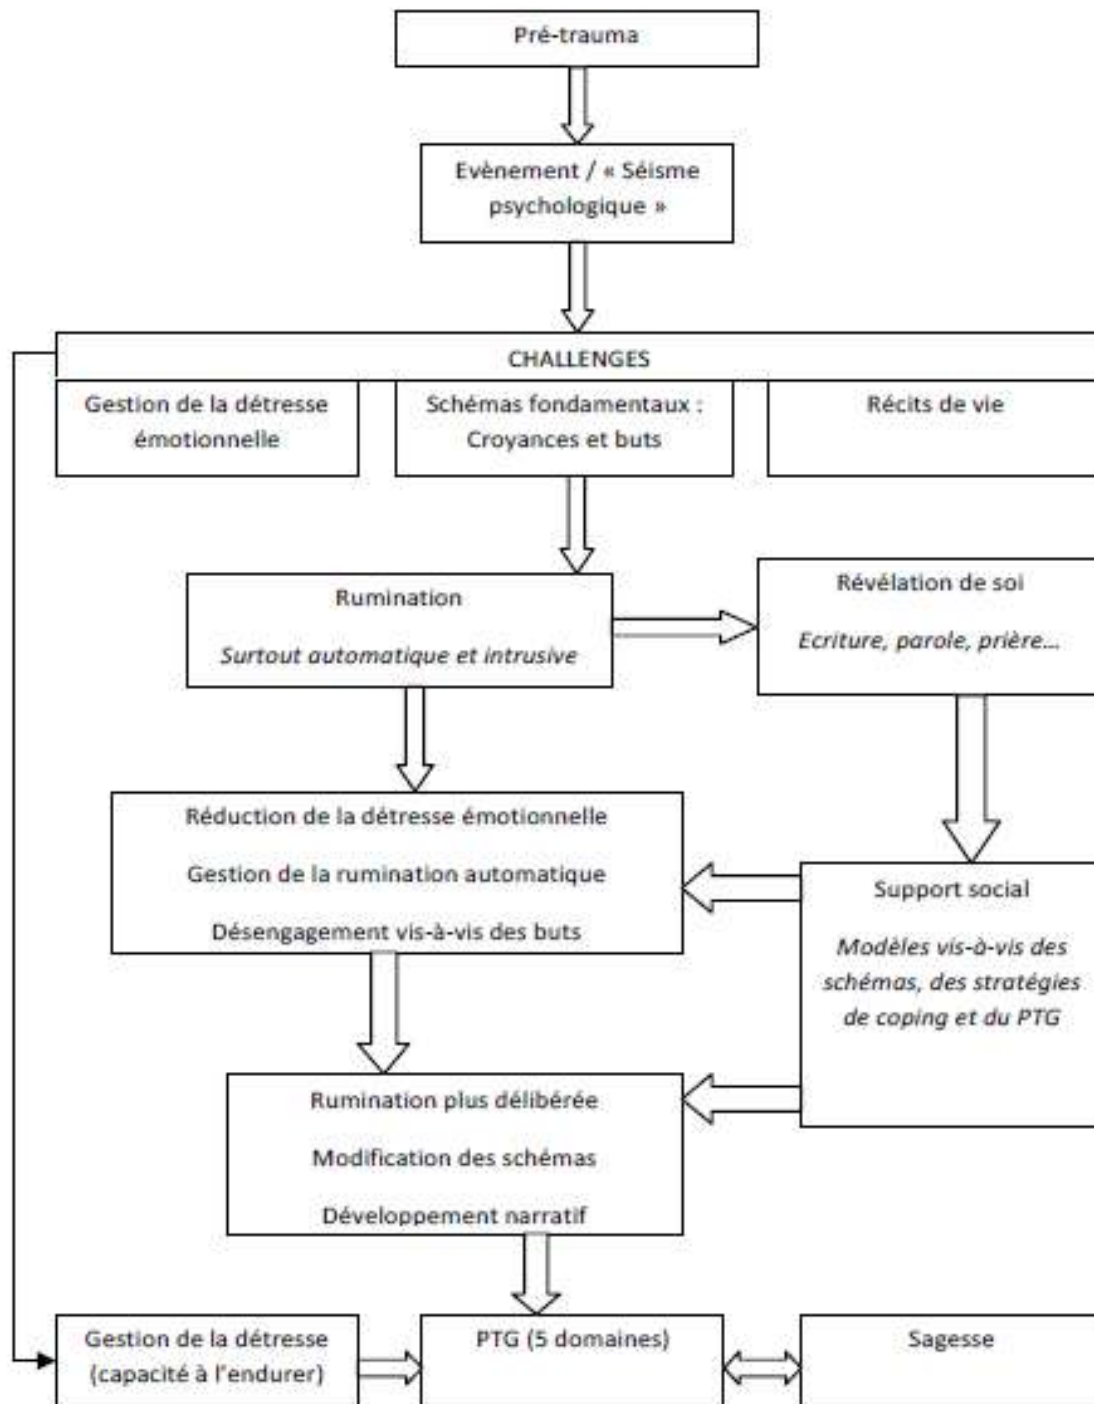 Pré-trauma
Evènement / « Séisme
psychologique »
CHALLENGES
Gestion de la détresse
émotionnelle
Schémas fondamentaux :
Croyances et buts
Récits de vie
Rumination
Surtout automatique et intrusive
Révélation de soi
Ecriture, parole, prière...
Réduction de la détresse émotionnelle
Gestion de la rumination automatique
Désengagement vis-à-vis des buts
Support social
Modèles vis-à-vis des
schémas, des stratégies
de coping et du PTG
Rumination plus délibérée
Modification des schémas
Développement narratif
Gestion de la détresse
(capacité à l'endurer)
PTG (5 domaines)
Sagesse